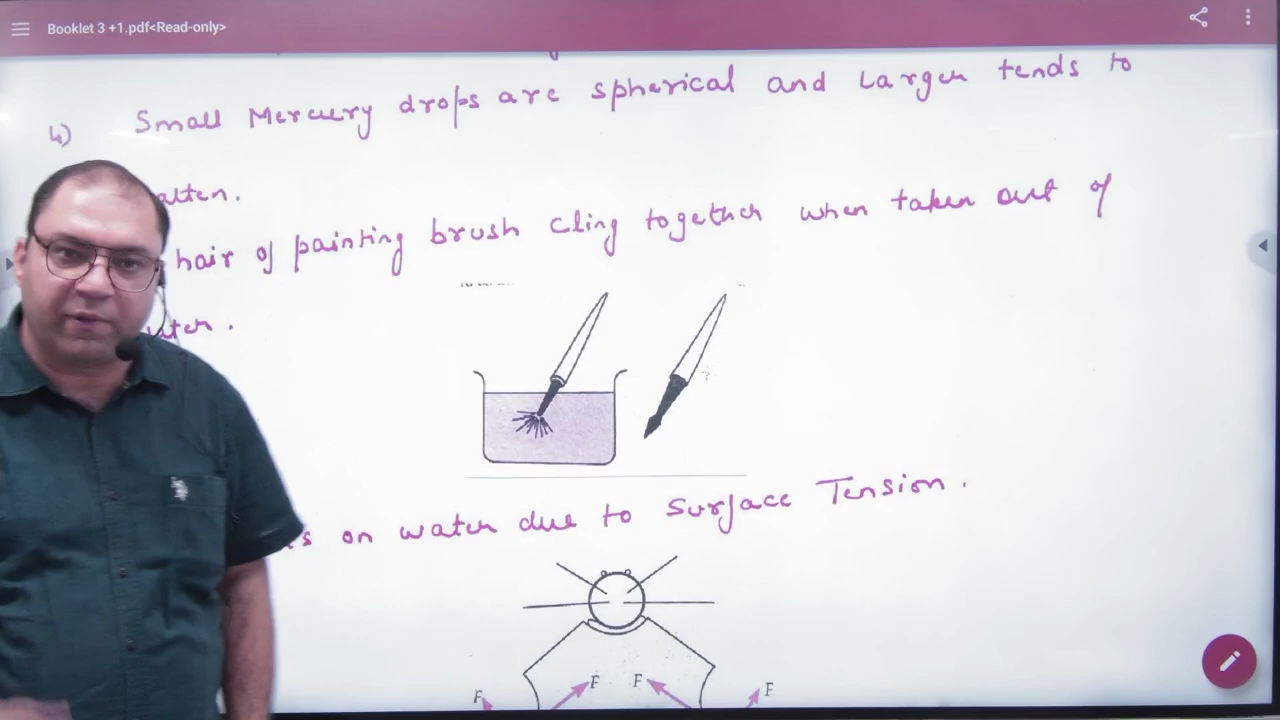 Booklet 3 +1.pdf<Read-only>
4) Small Mercury drops are spherical and Larger tends to
hair of painting brush cling together when taken out of
on water due to Surface Tension.
F F F F